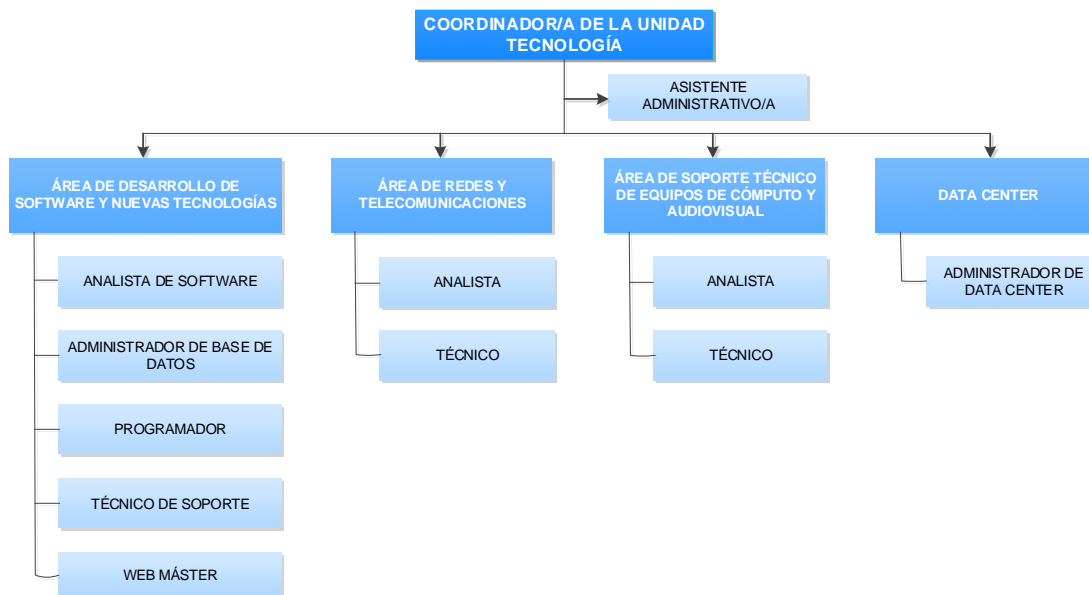 COORDINADOR/A DE LA UNIDAD
TECNOLOGÍA
ASISTENTE
ADMINISTRATIVO/A
ÁREA DE DESARROLLO DE
SOFTWARE Y NUEVAS TECNOLOGÍAS
ÁREA DE REDES Y
TELECOMUNICACIONES
ÁREA DE SOPORTE TÉCNICO
DE EQUIPOS DE CÓMPUTO Y
AUDIOVISUAL
DATA CENTER
ANALISTA DE SOFTWARE
ADMINISTRADOR DE BASE DE
DATOS
PROGRAMADOR
TÉCNICO DE SOPORTE
WEB MÁSTER
ANALISTA
TÉCNICO
ANALISTA
TÉCNICO
ADMINISTRADOR DE
DATA CENTER